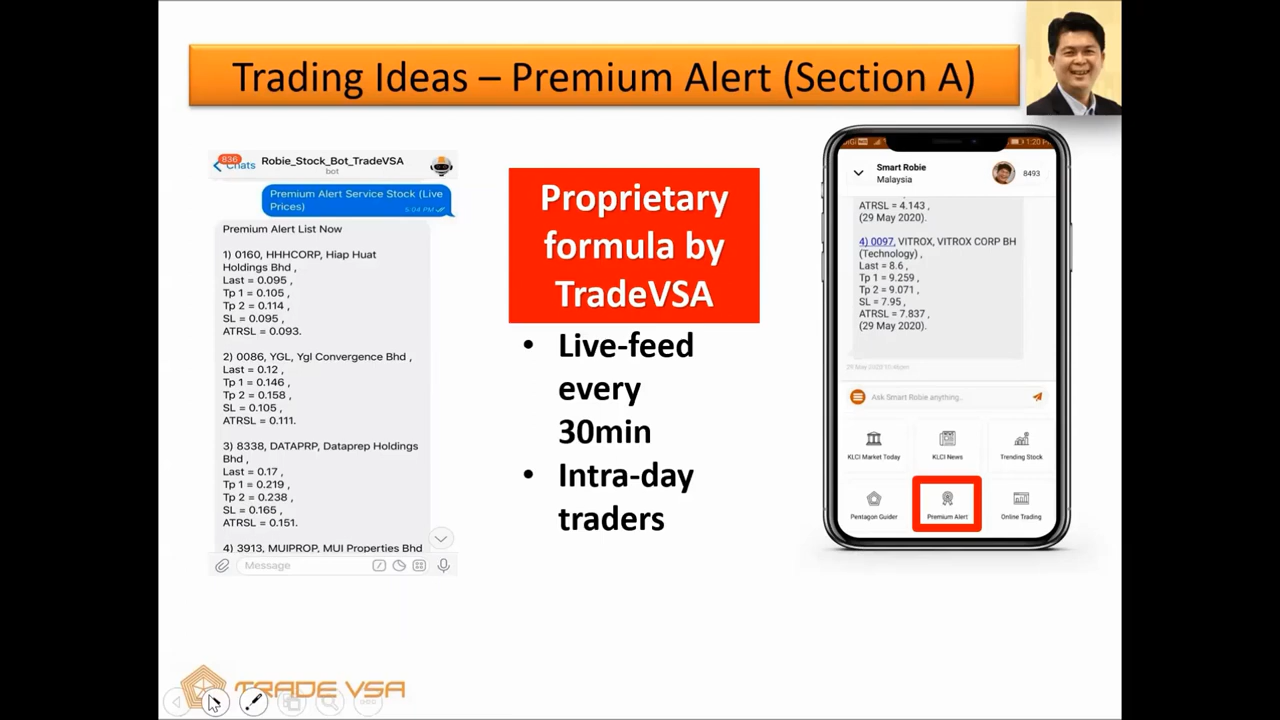 Trading Ideas – Premium Alert (Section A)
836
Chats
Robie_Stock_Bot_TradeVSA
bot
Premium Alert Service Stock (Live
Prices)
5:04 PM
Premium Alert List Now
1) 0160, HHHCORP, Hiap Huat
Holdings Bhd ,
Last = 0.095 ,
Tp 1 = 0.105 ,
Tp 2 = 0.114 ,
SL = 0.095 ,
ATRSL = 0.093.
2) 0086, YGL, Ygl Convergence Bhd ,
Last = 0.12 ,
Tp 1 = 0.146 ,
Tp 2 = 0.158 ,
SL = 0.105 ,
ATRSL = 0.111.
3) 8338, DATAPRP, Dataprep Holdings
Bhd ,
Last = 0.17 ,
Tp 1 = 0.219 ,
Tp 2 = 0.238 ,
SL = 0.165 ,
ATRSL = 0.151.
4) 3913, MUIPROP, MUI Properties Bhd
Message
Proprietary
formula by
TradeVSA
• Live-feed
every
30min
• Intra-day
traders
1:20 PM
Smart Robie
Malaysia
8493
ATRSL = 4.143 ,
(29 May 2020).
4) 0097, VITROX, VITROX CORP BH
(Technology) ,
Last = 8.6 ,
Tp 1 = 9.259 ,
Tp 2 = 9.071 ,
SL = 7.95 ,
ATRSL = 7.837 ,
(29 May 2020).
Ask Smart Robie anything..
KLCI Market Today
KLCI News
Trending Stock
Pentagon Guider
Premium Alert
Online Trading
TRADE VSA